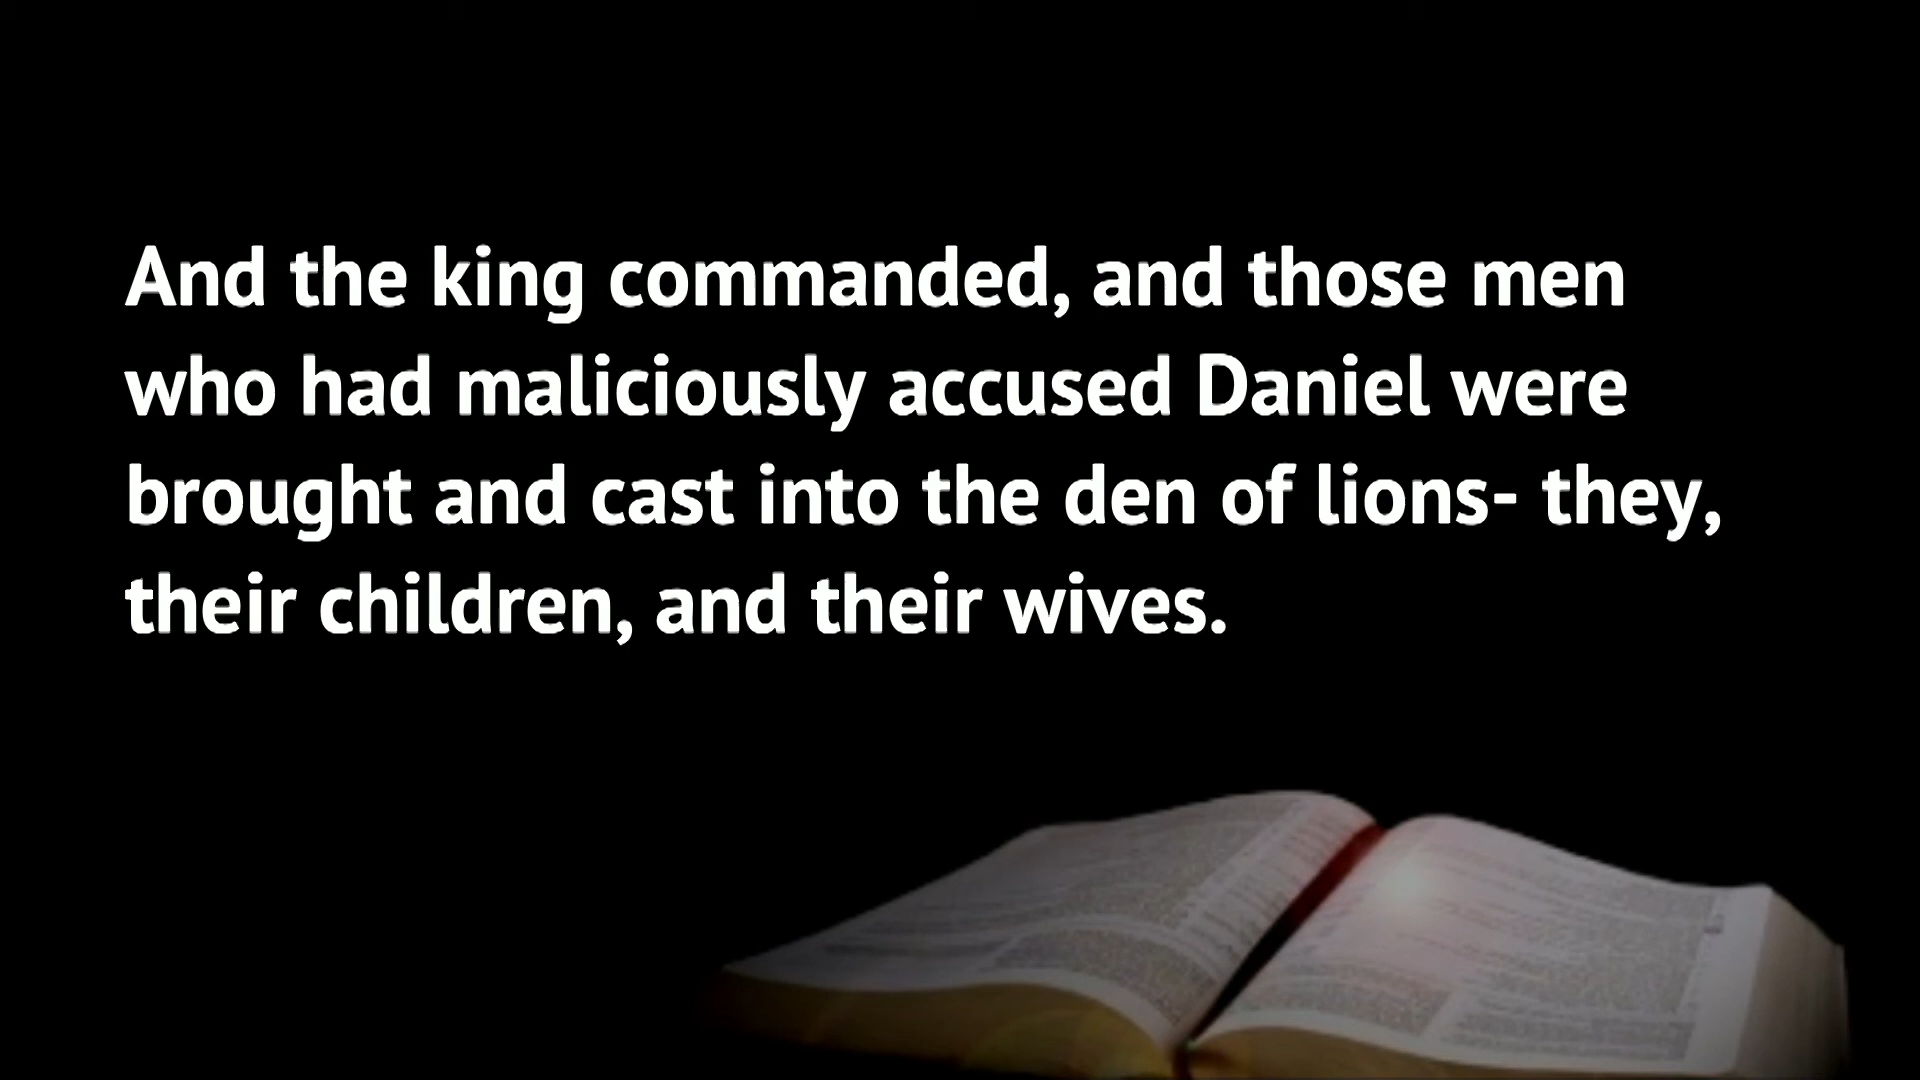 And the king commanded, and those men
who had maliciously accused Daniel were
brought and cast into the den of lions- they,
their children, and their wives.